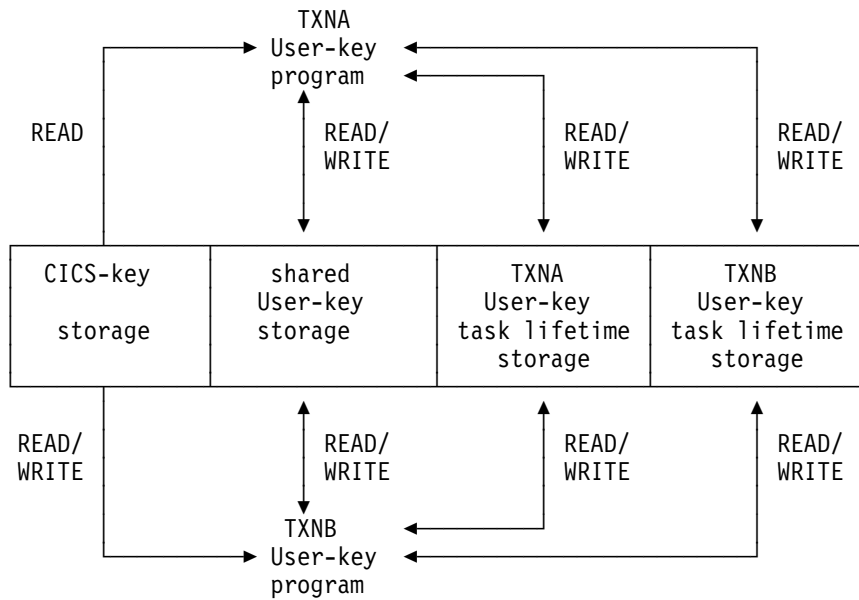 TXNA
User-key
program
READ
READ/
WRITE
READ/
WRITE
READ/
WRITE
CICS-key
storage
shared
User-key
storage
TXNA
User-key
task lifetime
storage
TXNB
User-key
task lifetime
storage
READ/
WRITE
READ/
WRITE
READ/
WRITE
READ/
WRITE
TXNB
User-key
program